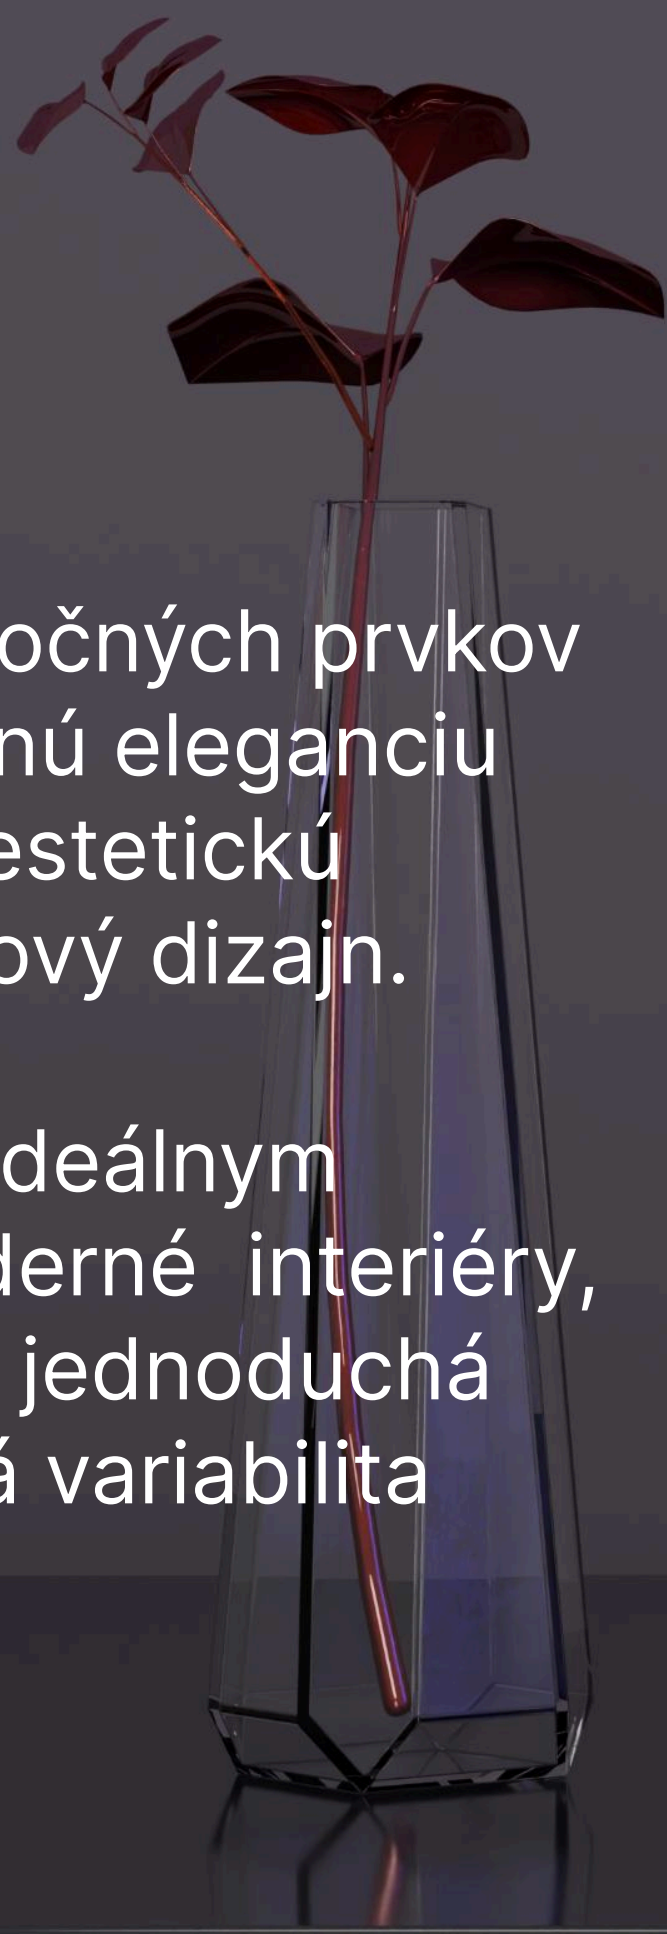 očných prvkov
nú eleganciu
estetickú
ový dizajn.
deálnym
derné  interiéry,
jednoduchá
á variabilita